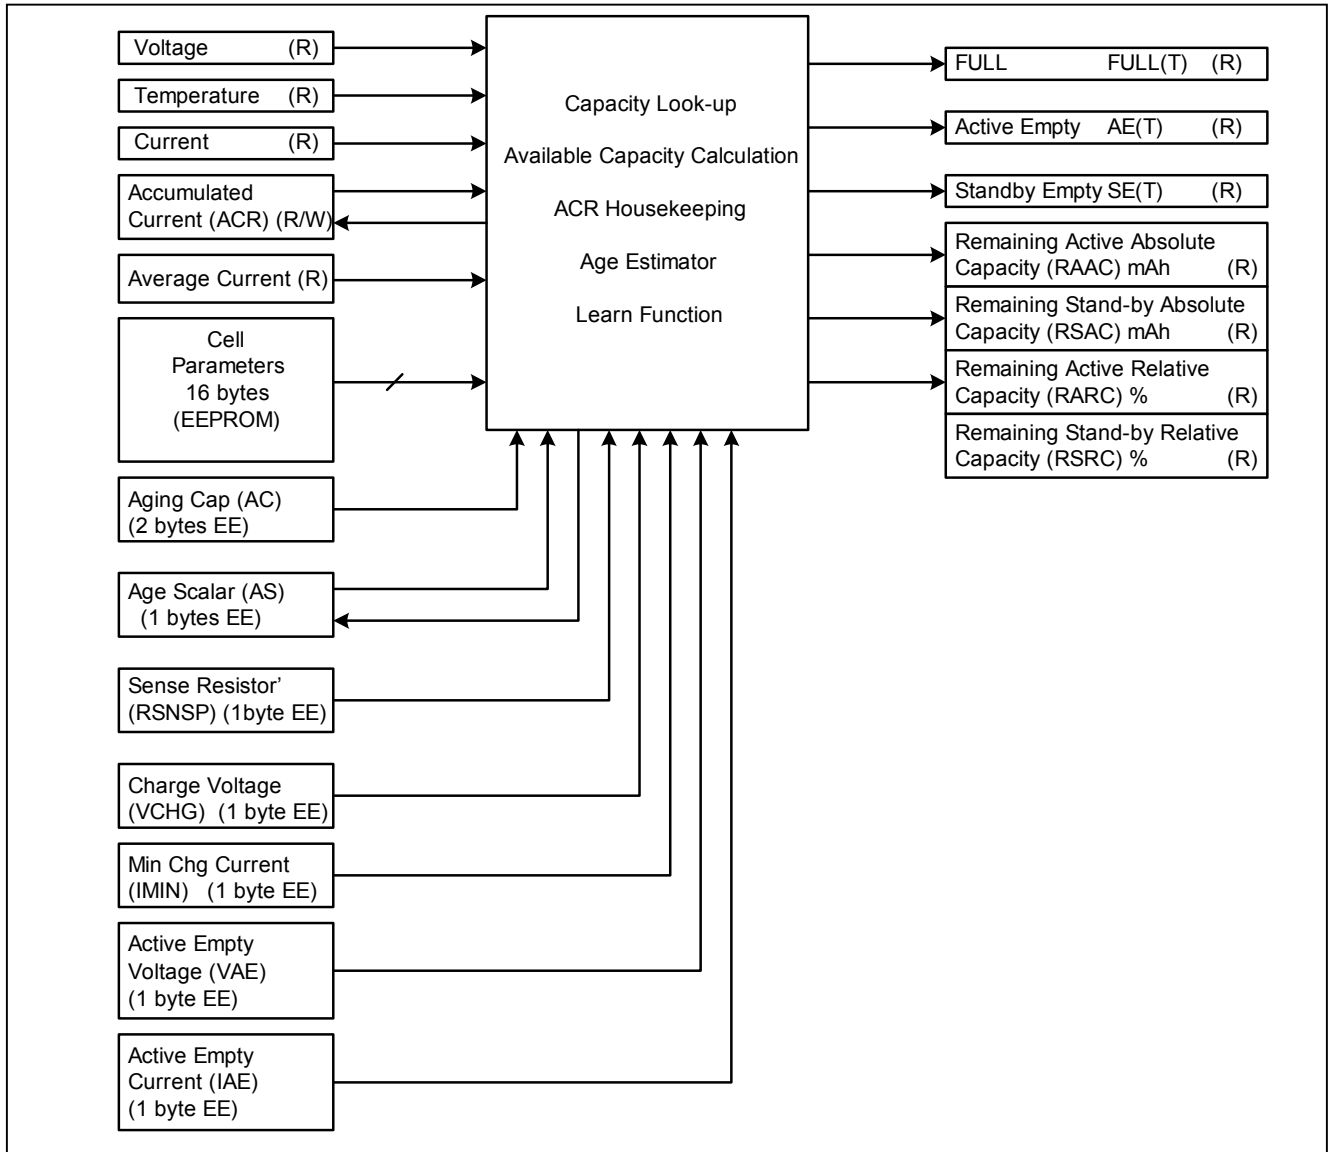 Voltage (R)
Temperature (R)
Current (R)
Accumulated
Current (ACR) (R/W)
Average Current (R)
Cell
Parameters
16 bytes
(EEPROM)
Aging Cap (AC)
(2 bytes EE)
Age Scalar (AS)
(1 bytes EE)
Sense Resistor’
(RSNSP) (1byte EE)
Charge Voltage
(VCHG) (1 byte EE)
Min Chg Current
(IMIN) (1 byte EE)
Active Empty
Voltage (VAE)
(1 byte EE)
Active Empty
Current (IAE)
(1 byte EE)
Capacity Look-up
Available Capacity Calculation
ACR Housekeeping
Age Estimator
Learn Function
FULL FULL(T) (R)
Active Empty AE(T) (R)
Standby Empty SE(T) (R)
Remaining Active Absolute
Capacity (RAAC) mAh (R)
Remaining Stand-by Absolute
Capacity (RSAC) mAh (R)
Remaining Active Relative
Capacity (RARC) % (R)
Remaining Stand-by Relative
Capacity (RSRC) % (R)